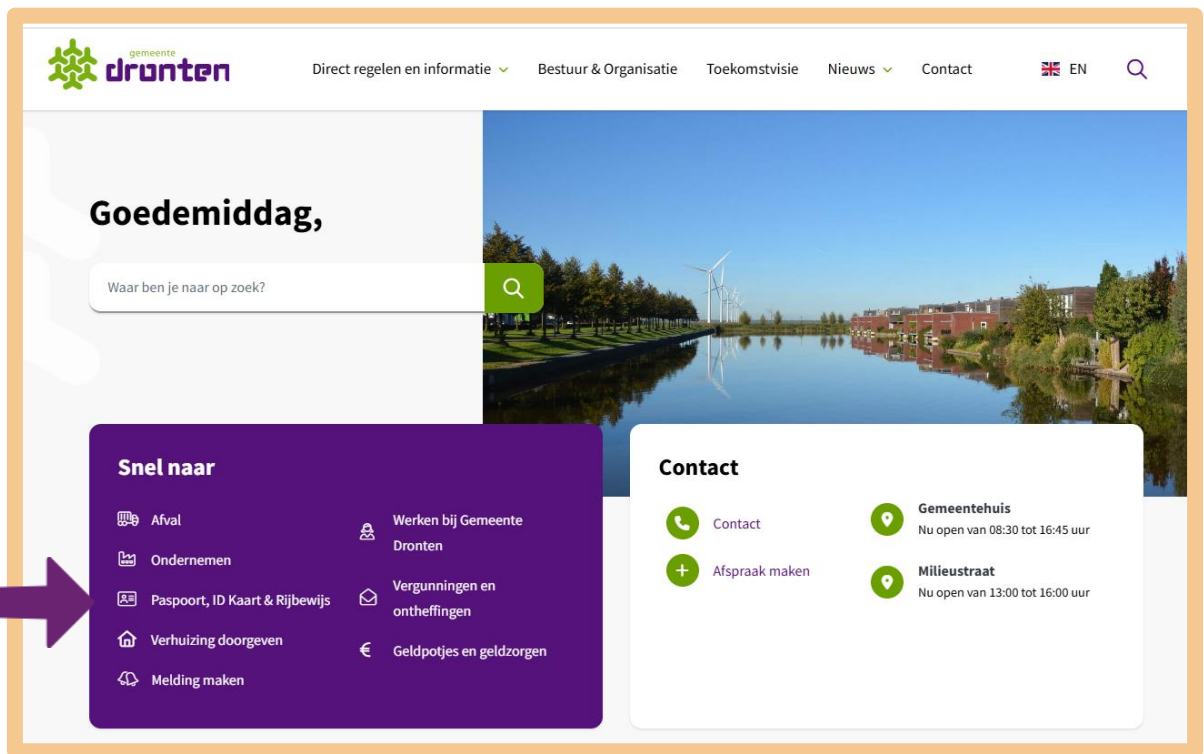 gemeente
dronten
Direct regelen en informatie
Bestuur & Organisatie
Toekomstvisie
Nieuws
Contact
EN
Goedemiddag,
Waar ben je naar op zoek?
Snel naar
Afval
Ondernemen
Paspoort, ID Kaart & Rijbewijs
Verhuizing doorgeven
Melding maken
Werken bij Gemeente
Dronten
Vergunningen en
ontheffingen
€ Geldpotjes en geldzorgen
Contact
Contact
Afspraak maken
Gemeentehuis
Nu open van 08:30 tot 16:45 uur
Milieustraat
Nu open van 13:00 tot 16:00 uur